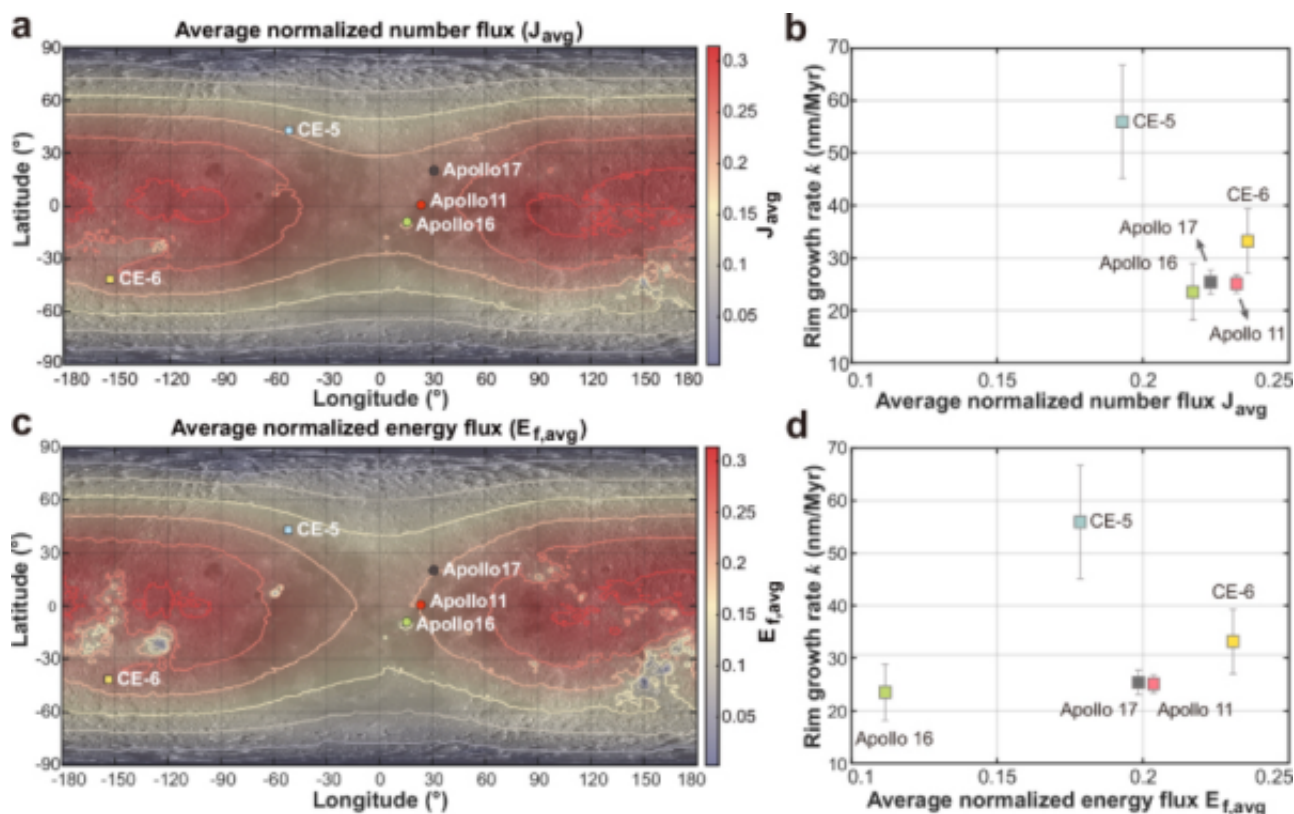 a
Average normalized number flux (J_avg)
90
60
30
0
-30
-60
-90
Latitude (°)
CE-5
Apollo17
Apollo11
Apollo16
CE-6
-180 -150 -120 -90 -60 -30 0 30 60 90 120 150 180
Longitude (°)
0.3
0.25
0.2
0.15
0.1
0.05
J_avg
b
70
60
50
40
30
20
10
Rim growth rate k (nm/Myr)
CE-5
CE-6
Apollo 17
Apollo 16
Apollo 11
0.1 0.15 0.2 0.25
Average normalized number flux J_avg
c
Average normalized energy flux (E_f,avg)
90
60
30
0
-30
-60
-90
Latitude (°)
CE-5
Apollo17
Apollo11
Apollo16
CE-6
-180 -150 -120 -90 -60 -30 0 30 60 90 120 150 180
Longitude (°)
0.3
0.25
0.2
0.15
0.1
0.05
E_f,avg
d
70
60
50
40
30
20
10
Rim growth rate k (nm/Myr)
CE-5
CE-6
Apollo 17 Apollo 11
Apollo 16
0.1 0.15 0.2 0.25
Average normalized energy flux E_f,avg